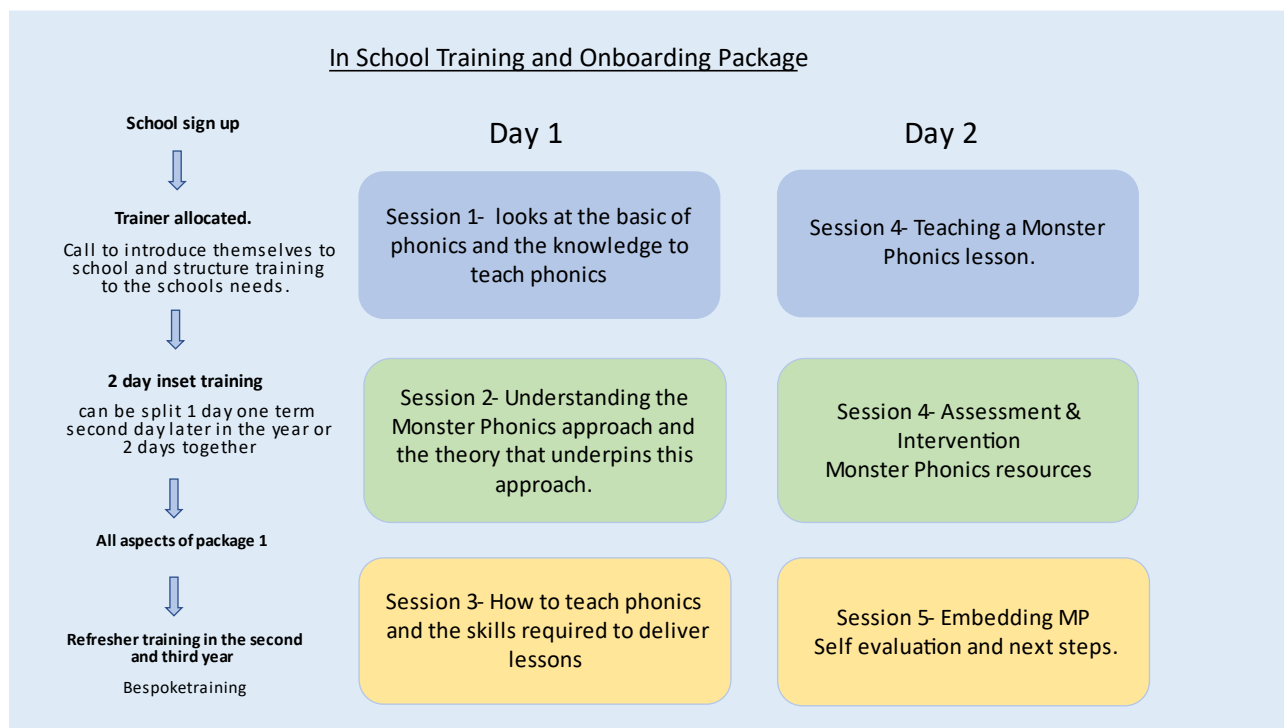 In School Training and Onboarding Package
School sign up
Trainer allocated.
Call to introduce themselves to
school and structure training
to the schools needs.
2 day inset training
can be split 1 day one term
second day later in the year or
2 days together
All aspects of package 1
Refresher training in the second
and third year
Bespoketraining
Day 1
Session 1- looks at the basic of
phonics and the knowledge to
teach phonics
Session 2- Understanding the
Monster Phonics approach and
the theory that underpins this
approach.
Session 3- How to teach phonics
and the skills required to deliver
lessons
Day 2
Session 4- Teaching a Monster
Phonics lesson.
Session 4- Assessment &
Intervention
Monster Phonics resources
Session 5- Embedding MP
Self evaluation and next steps.